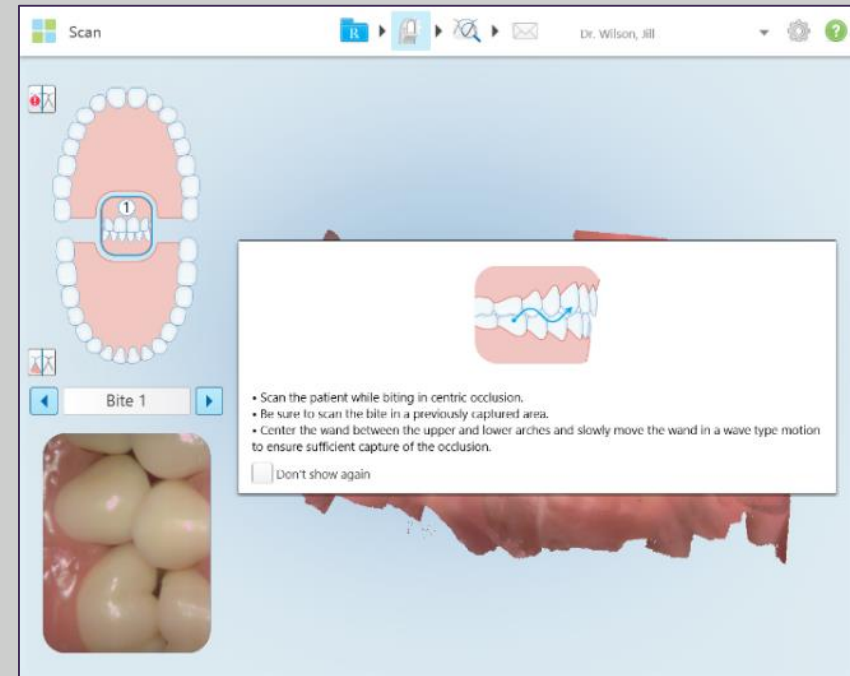 Scan
R
Dr. Wilson, Jill
?
1
Bite 1
• Scan the patient while biting in centric occlusion.
• Be sure to scan the bite in a previously captured area.
• Center the wand between the upper and lower arches and slowly move the wand in a wave type motion
to ensure sufficient capture of the occlusion.
Don't show again